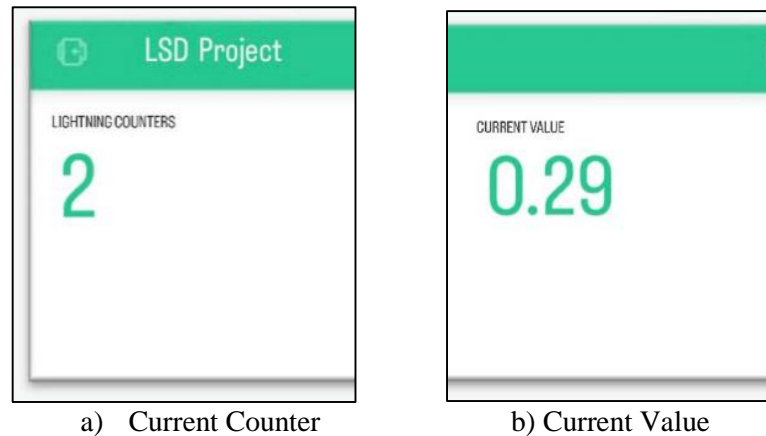 LSD Project
LIGHTNING COUNTERS
2
CURRENT VALUE
0.29
a) Current Counter
b) Current Value